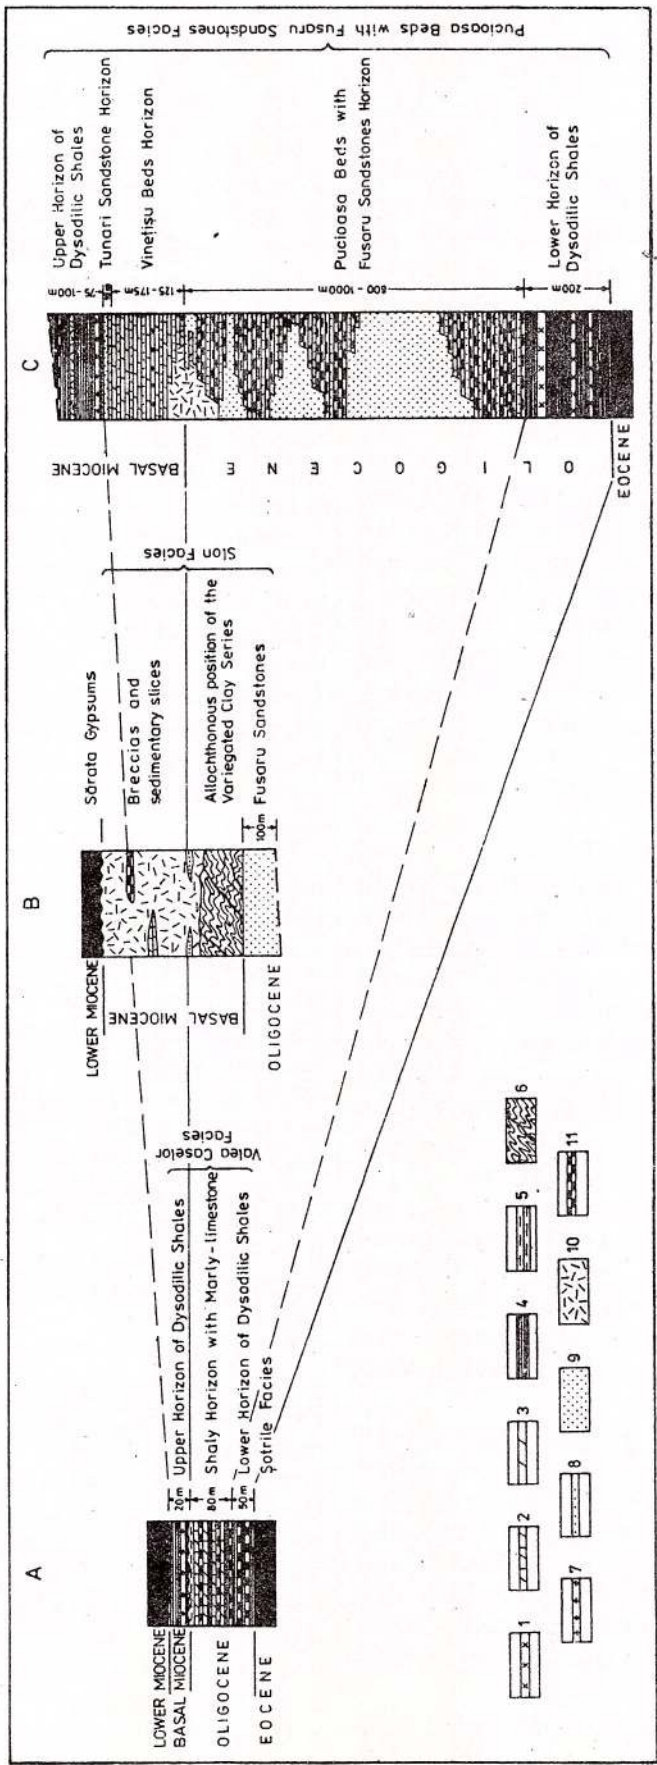 A
LOWER MIOCENE
BASAL MIOCENE
OLIGOCENE
EOCENE
20m
80m
50m
Upper Horizon of Dysodilic Shales
Shaly Horizon with Marly-limestone
Lower Horizon of Dysodilic Shales
Șotrile Facies
Valea Caselor
Facies
B
LOWER MIOCENE
BASAL MIOCENE
OLIGOCENE
Sărata Gypsums
Breccias and
sedimentary slices
Allochthonous position of the
Variegated Clay Series
100m
Fusaru Sandstones
Slon Facies
C
BASAL MIOCENE
OLIGOCENE
EOCENE
75-100m
125-175m
800-1000m
200m
Upper Horizon of
Dysodilic Shales
Tunari Sandstone Horizon
Vinețișu Beds Horizon
Pucioasa Beds with
Fusaru Sandstones Horizon
Lower Horizon of
Dysodilic Shales
Pucioasa Beds with Fusaru Sandstones Facies
1
2
3
4
5
6
7
8
9
10
11